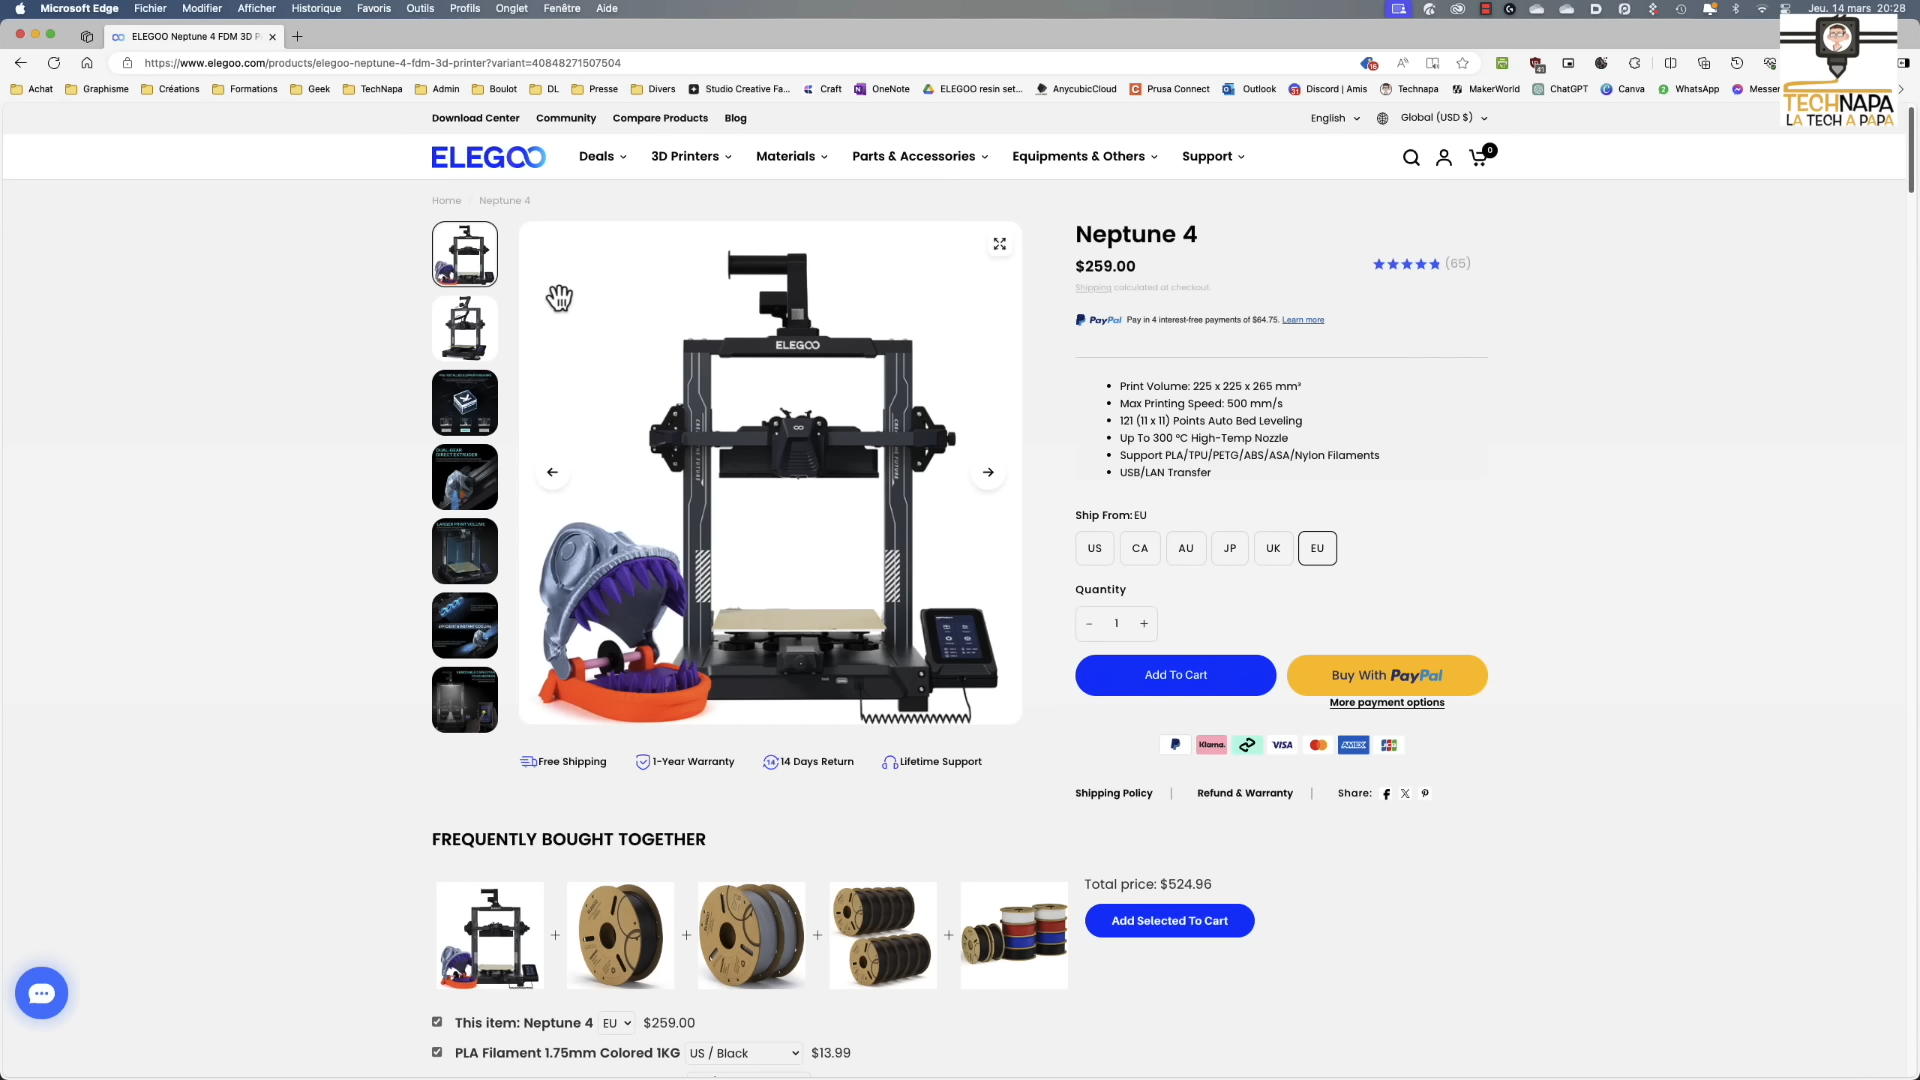 Microsoft Edge Fichier Modifier Afficher Historique Favoris Outils Profils Onglet Fenêtre Aide
Jeu. 14 mars 20:28
ELEGOO Neptune 4 FDM 3D P
https://www.elegoo.com/products/elegoo-neptune-4-fdm-3d-printer?variant=40848271507504
Achat Graphisme Créations Formations Geek TechNapa Admin Boulot DL Presse Divers Studio Creative Fa... Craft OneNote ELEGOO resin set... AnycubicCloud Prusa Connect Outlook Discord | Amis Technapa MakerWorld ChatGPT Canva WhatsApp Messen
TECHNAPA
LA TECH A PAPA
Download Center Community Compare Products Blog
English Global (USD $)
ELEGOO Deals 3D Printers Materials Parts & Accessories Equipments & Others Support 0
Home / Neptune 4
ELEGOO
Neptune 4
$259.00
(65)
Shipping calculated at checkout.
PayPal Pay in 4 interest-free payments of $64.75. Learn more
• Print Volume: 225 x 225 x 265 mm³
• Max Printing Speed: 500 mm/s
• 121 (11 x 11) Points Auto Bed Leveling
• Up To 300 °C High-Temp Nozzle
• Support PLA/TPU/PETG/ABS/ASA/Nylon Filaments
• USB/LAN Transfer
Ship From: EU
US CA AU JP UK EU
Quantity
- 1 +
Add To Cart
Buy With PayPal
More payment options
Klarna. VISA AMEX JCB
Free Shipping 1-Year Warranty 14 Days Return Lifetime Support
Shipping Policy | Refund & Warranty | Share:
FREQUENTLY BOUGHT TOGETHER
+ + + +
Total price: $524.96
Add Selected To Cart
This item: Neptune 4 EU $259.00
PLA Filament 1.75mm Colored 1KG US / Black $13.99